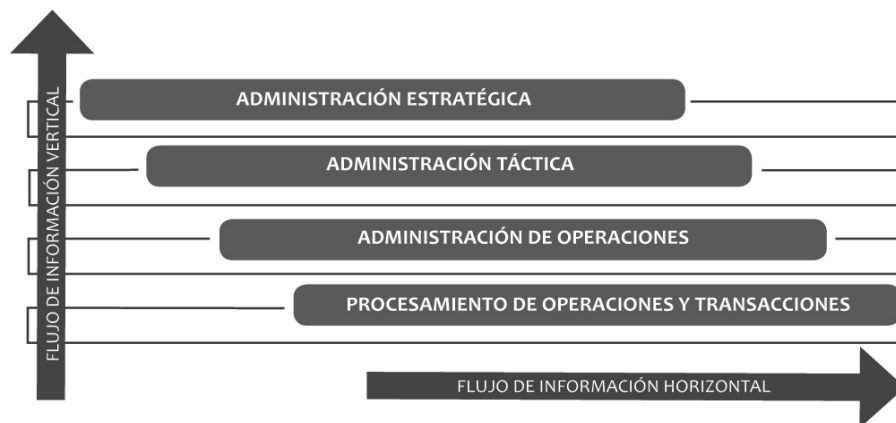 FLUJO DE INFORMACIÓN VERTICAL
ADMINISTRACIÓN ESTRATÉGICA
ADMINISTRACIÓN TÁCTICA
ADMINISTRACIÓN DE OPERACIONES
PROCESAMIENTO DE OPERACIONES Y TRANSACCIONES
FLUJO DE INFORMACIÓN HORIZONTAL